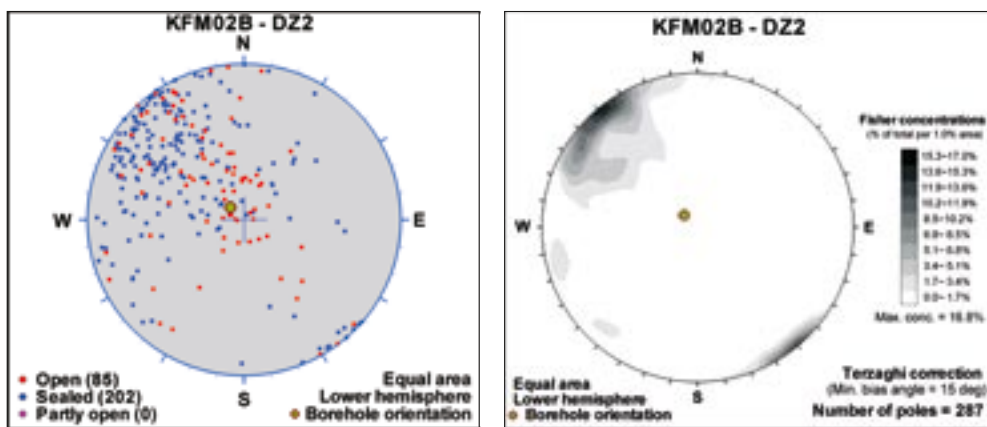 KFM02B - DZ2
N
W
E
S
Open (85)
Sealed (202)
Partly open (0)
Equal area
Lower hemisphere
Borehole orientation
KFM02B - DZ2
N
W
E
S
Fisher concentrations
(% of total per 1.0% area)
15.3–17.0%
13.6–15.3%
11.9–13.6%
10.2–11.9%
8.5–10.2%
6.8–8.5%
5.1–6.8%
3.4–5.1%
1.7–3.4%
0.0–1.7%
Max. conc. = 16.8%
Equal area
Lower hemisphere
Borehole orientation
Terzaghi correction
(Min. bias angle = 15 deg)
Number of poles = 287